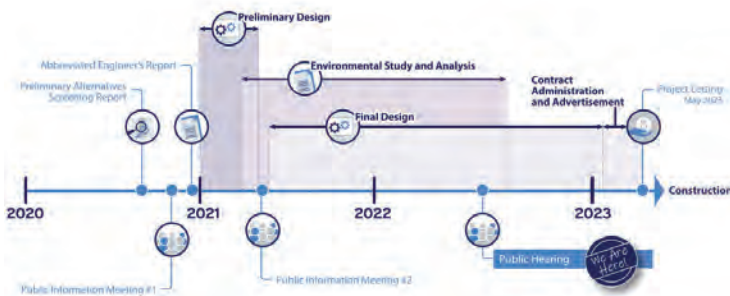 Preliminary Design
Abbreviated Engineer's Report
Environmental Study and Analysis
Preliminary Alternatives
Screening Report
Contract
Administration
and Advertisement
Project Letting
May 2023
Final Design
Construction
2020
2021
2022
2023
Public Information Meeting #1
Public Information Meeting #2
Public Hearing
We Are
Here!